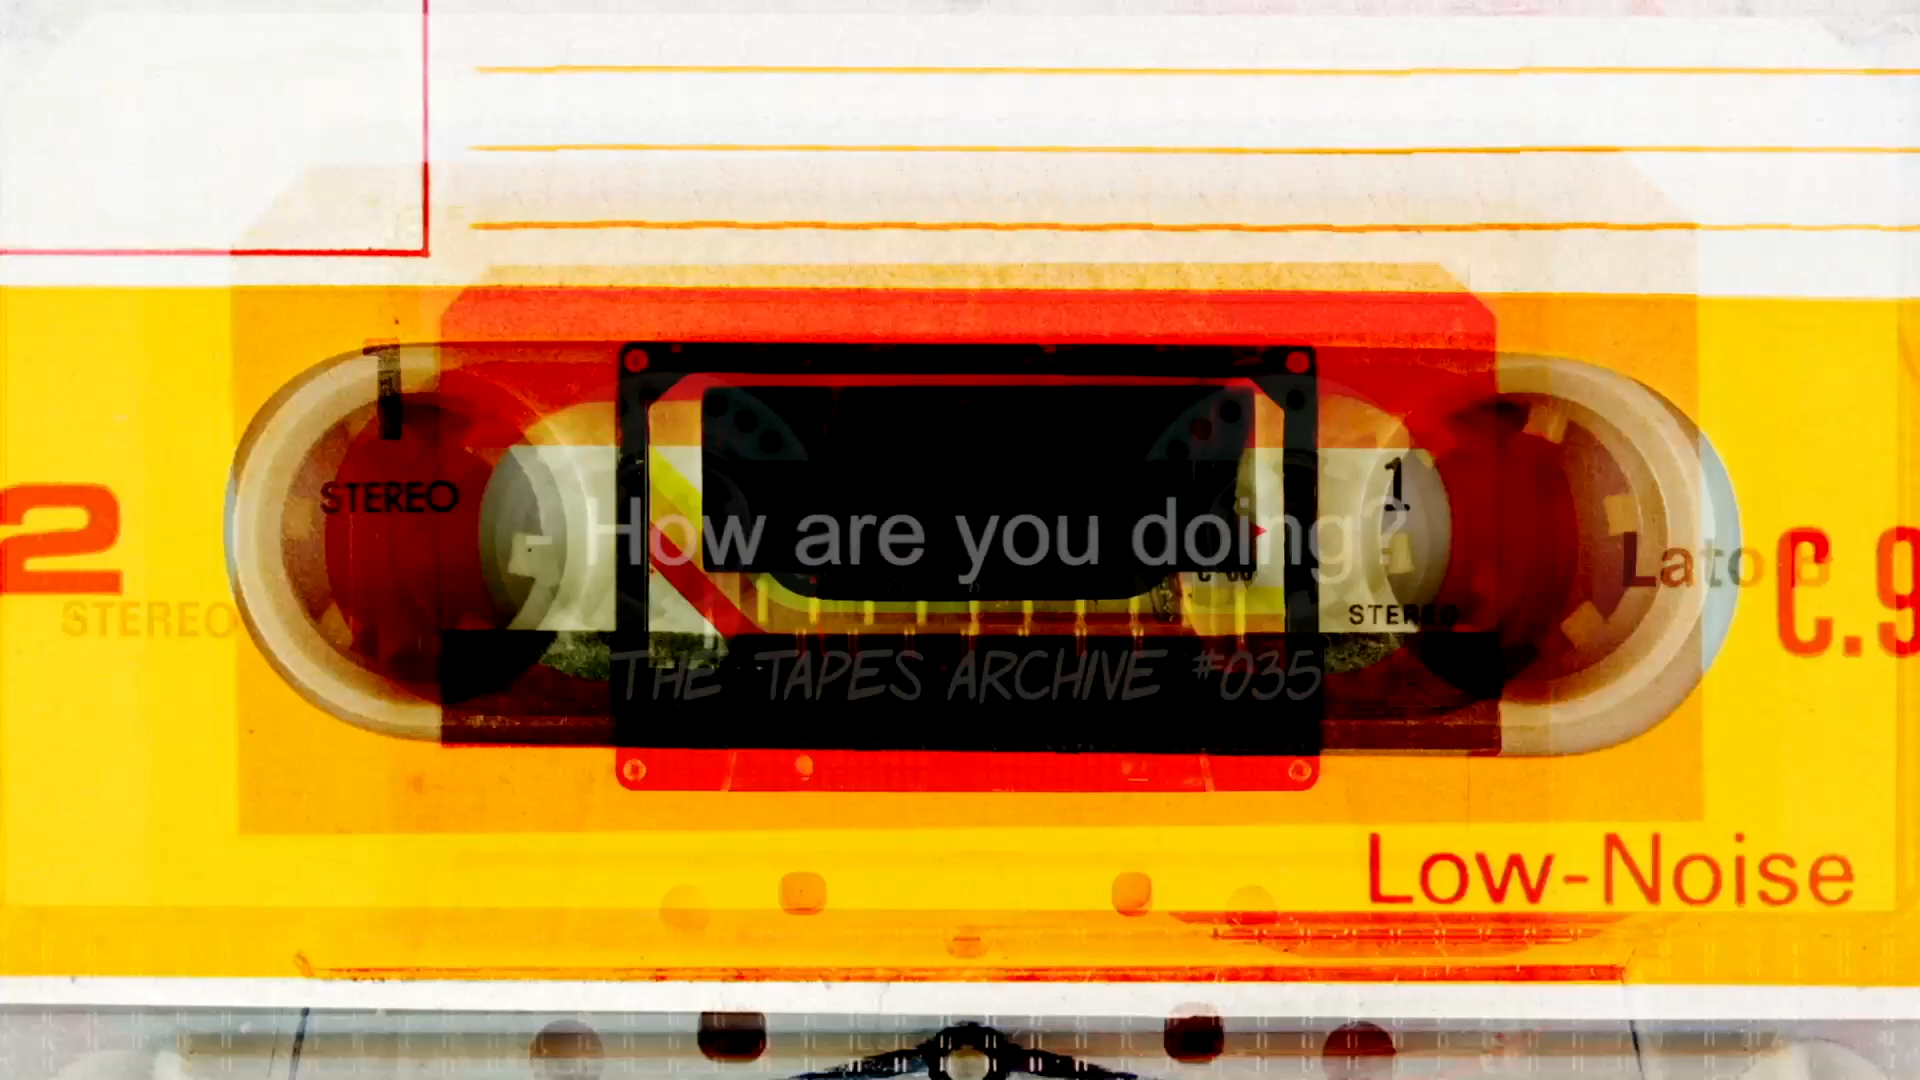 2
STEREO
STEREO
1
- How are you doing?
Lato
C.9
STEREO
THE TAPES ARCHIVE #035
Low-Noise